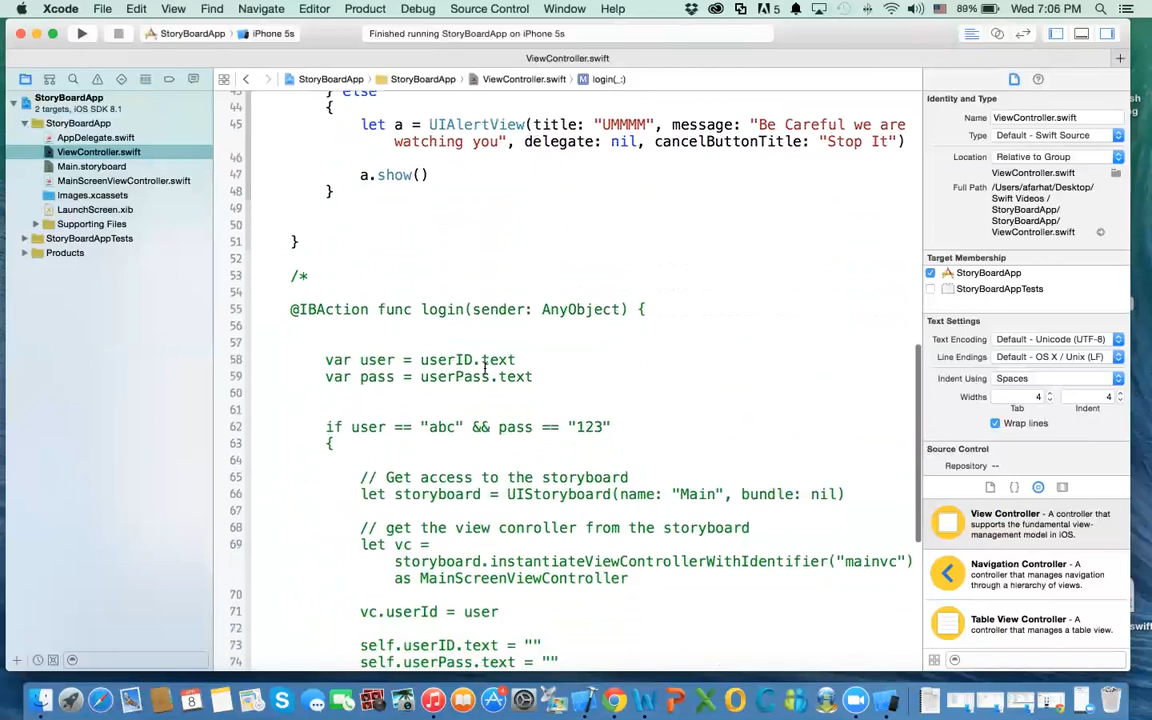 Xcode File Edit View Find Navigate Editor Product Debug Source Control Window Help 5 89% Wed 7:06 PM
StoryBoardApp iPhone 5s Finished running StoryBoardApp on iPhone 5s
ViewController.swift
StoryBoardApp StoryBoardApp ViewController.swift M login(_:)
StoryBoardApp
2 targets, iOS SDK 8.1
StoryBoardApp
AppDelegate.swift
ViewController.swift
Main.storyboard
MainScreenViewController.swift
Images.xcassets
LaunchScreen.xib
Supporting Files
StoryBoardAppTests
Products
43 } else
44 {
45 let a = UIAlertView(title: "UMMMM", message: "Be Careful we are
watching you", delegate: nil, cancelButtonTitle: "Stop It")
46
47 a.show()
48 }
49
50
51 }
52
53 /*
54
55 @IBAction func login(sender: AnyObject) {
56
57
58 var user = userID.text
59 var pass = userPass.text
60
61
62 if user == "abc" && pass == "123"
63 {
64
65 // Get access to the storyboard
66 let storyboard = UIStoryboard(name: "Main", bundle: nil)
67
68 // get the view conroller from the storyboard
69 let vc =
storyboard.instantiateViewControllerWithIdentifier("mainvc")
as MainScreenViewController
70
71 vc.userId = user
72
73 self.userID.text = ""
74 self.userPass.text = ""
Identity and Type
Name ViewController.swift
Type Default - Swift Source
Location Relative to Group
ViewController.swift
Full Path /Users/afarhat/Desktop/
Swift Videos /
StoryBoardApp/
StoryBoardApp/
ViewController.swift
Target Membership
StoryBoardApp
StoryBoardAppTests
Text Settings
Text Encoding Default - Unicode (UTF-8)
Line Endings Default - OS X / Unix (LF)
Indent Using Spaces
Widths 4 4
Tab Indent
Wrap lines
Source Control
Repository --
View Controller - A
controller that supports the fundamental view-
management model in iOS.
Navigation Controller - A
controller that manages navigation
through a hierarchy of views.
Table View Controller - A
controller that manages a table view.